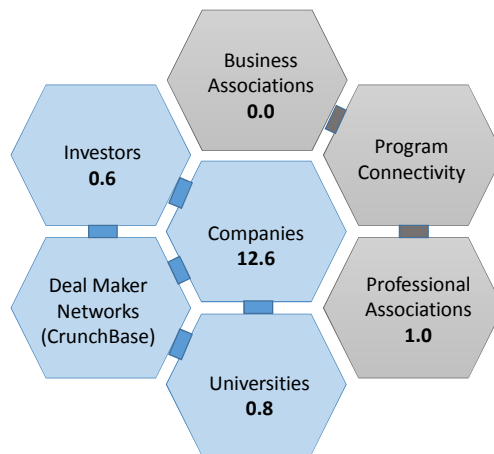 Business
Associations
0.0
Investors
0.6
Program
Connectivity
Companies
12.6
Deal Maker
Networks
(CrunchBase)
Professional
Associations
1.0
Universities
0.8